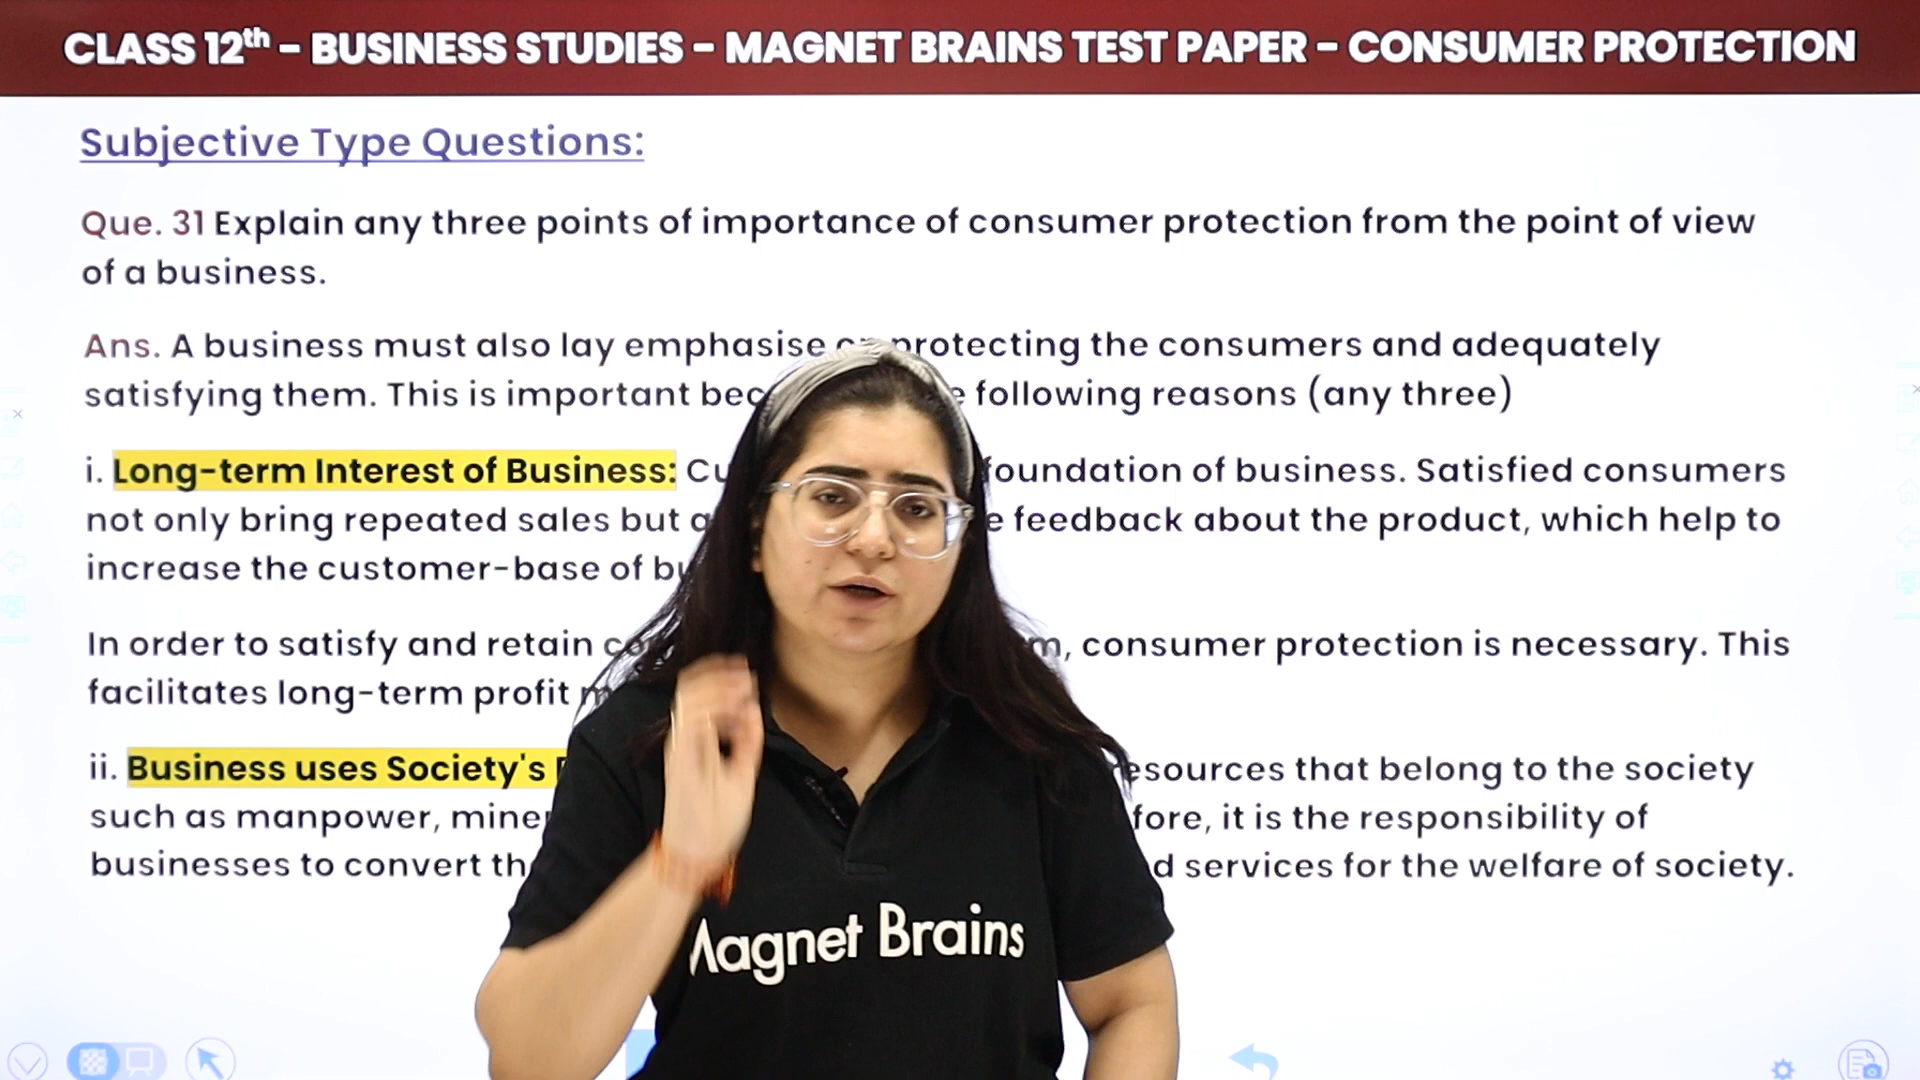 CLASS 12th – BUSINESS STUDIES – MAGNET BRAINS TEST PAPER – CONSUMER PROTECTION
Subjective Type Questions:
Que. 31 Explain any three points of importance of consumer protection from the point of view
of a business.
Ans. A business must also lay emphasise protecting the consumers and adequately
satisfying them. This is important following reasons (any three)
i. Long-term Interest of Business: foundation of business. Satisfied consumers
not only bring repeated sales but feedback about the product, which help to
increase the customer-base of
In order to satisfy and retain consumer protection is necessary. This
facilitates long-term profit
ii. Business uses Society's resources that belong to the society
such as manpower, it is the responsibility of
businesses to convert services for the welfare of society.
Magnet Brains